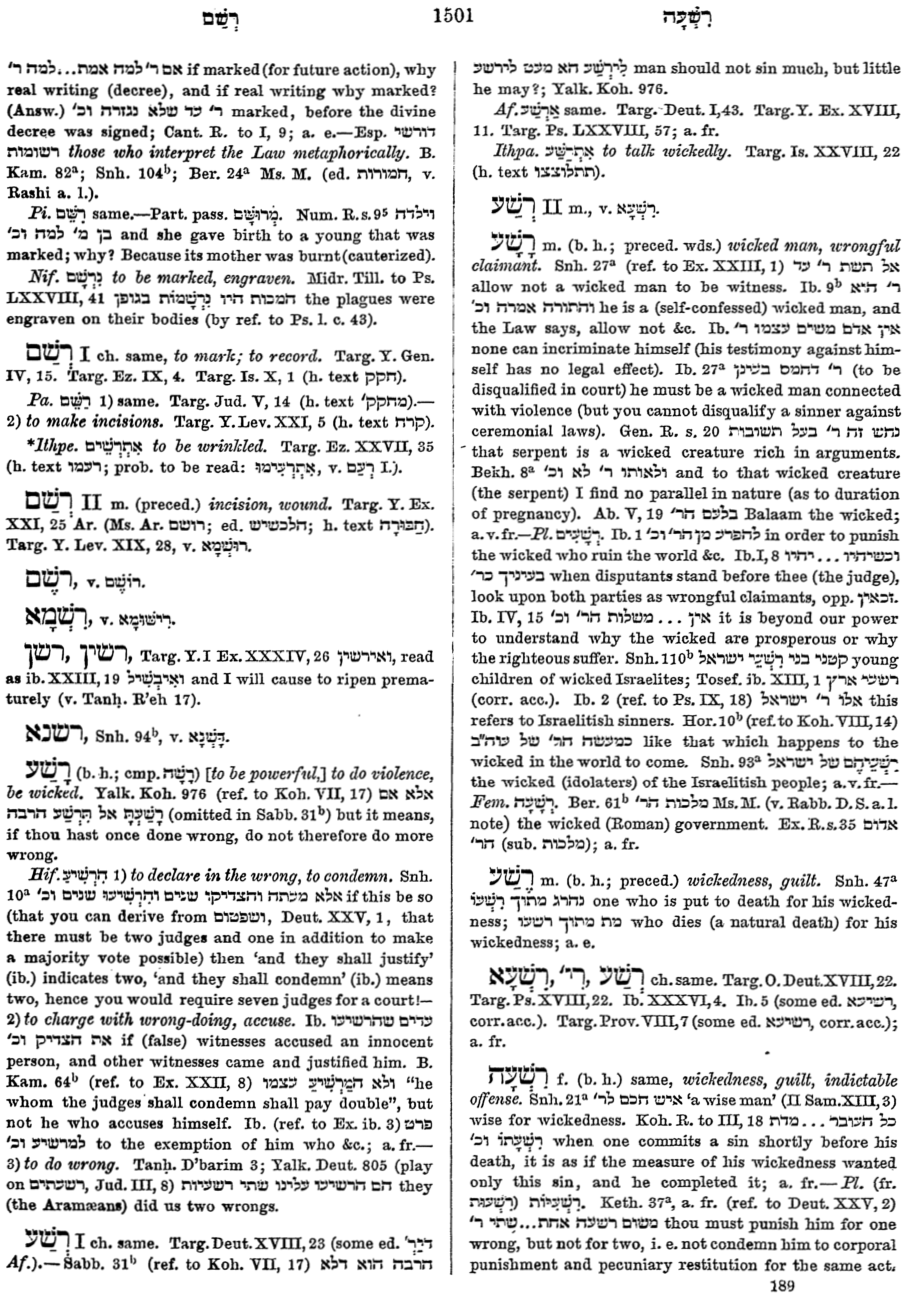 רְשַׁם 1501 רִשְׁעָה
אם ר' למה אמת...למה ר' if marked (for future action), why
real writing (decree), and if real writing why marked?
(Answ.) ר' עד שלא נגזרה וכ' marked, before the divine
decree was signed; Cant. R. to I, 9; a. e.—Esp. דורשי
רשומות those who interpret the Law metaphorically. B.
Kam. 82ᵃ; Snh. 104ᵇ; Ber. 24ᵃ Ms. M. (ed. חמורות, v.
Rashi a. l.).
Pi. רִשֵּׁם same.—Part. pass. מְרוּשָּׁם. Num. R. s. 9⁵ וילדה
בן מ' למה וכ' and she gave birth to a young that was
marked; why? Because its mother was burnt (cauterized).
Nif. נִרְשַׁם to be marked, engraven. Midr. Till. to Ps.
LXXVIII, 41 המכות היו נִרְשָׁמוֹת בגופן the plagues were
engraven on their bodies (by ref. to Ps. l. c. 43).
רְשַׁם I ch. same, to mark; to record. Targ. Y. Gen.
IV, 15. Targ. Ez. IX, 4. Targ. Is. X, 1 (h. text חקק).
Pa. רַשֵּׁם 1) same. Targ. Jud. V, 14 (h. text מחקק').—
2) to make incisions. Targ. Y. Lev. XXI, 5 (h. text קרח).
*Ithpe. אִתְרְשִׁים to be wrinkled. Targ. Ez. XXVII, 35
(h. text רעמו; prob. to be read: אִתְרְעִימוּ, v. רְעַם I.).
רְשַׁם II m. (preced.) incision, wound. Targ. Y. Ex.
XXI, 25 Ar. (Ms. Ar. רושם; ed. הלכשיש; h. text חַבּוּרָה).
Targ. Y. Lev. XIX, 28, v. רוּשְׁמָא.
רֶשֶׁם, v. רוֹשֶׁם.
רִשְׁמָא, v. רִישּׁוּמָא.
רשין, רשן, Targ. Y. I Ex. XXXIV, 26 ואירשין, read
as ib. XXIII, 19 וְאִיבְשֵׁיל and I will cause to ripen prema-
turely (v. Tanḥ. R'eh 17).
רשנא, Snh. 94ᵇ, v. דַּשְׁנָא.
רָשַׁע (b. h.; cmp. רָשָׁה) [to be powerful,] to do violence,
be wicked. Yalk. Koh. 976 (ref. to Koh. VII, 17) אלא אם
רָשַׁעְתָּ אל תִּרְשַׁע הרבה (omitted in Sabb. 31ᵇ) but it means,
if thou hast once done wrong, do not therefore do more
wrong.
Hif. הִרְשִׁיעַ 1) to declare in the wrong, to condemn. Snh.
10ᵃ אלא מעתה והצדיקו שנים והִרְשִׁיעוּ שנים וכ' if this be so
(that you can derive from ושפטום, Deut. XXV, 1, that
there must be two judges and one in addition to make
a majority vote possible) then 'and they shall justify'
(ib.) indicates two, 'and they shall condemn' (ib.) means
two, hence you would require seven judges for a court!—
2) to charge with wrong-doing, accuse. Ib. עדים שהרשיעו
את הצדיק וכ' if (false) witnesses accused an innocent
person, and other witnesses came and justified him. B.
Kam. 64ᵇ (ref. to Ex. XXII, 8) ולא המַרְשִׁיעַ עצמו "he
whom the judges shall condemn shall pay double", but
not he who accuses himself. Ib. (ref. to Ex. ib. 3) פרט
למרשיע וכ' to the exemption of him who &c.; a. fr.—
3) to do wrong. Tanḥ. D'barim 3; Yalk. Deut. 805 (play
on רשעתים, Jud. III, 8) הם הרשיעו עלינו שתי רשעיות they
(the Aramæans) did us two wrongs.
רְשַׁע I ch. same. Targ. Deut. XVIII, 23 (some ed. דיר'
Af.).—Sabb. 31ᵇ (ref. to Koh. VII, 17) הרבה הוא דלא
לִירְשַׁע הא מעט לירשע man should not sin much, but little
he may?; Yalk. Koh. 976.
Af. אַרְשַׁע same. Targ. Deut. I, 43. Targ. Y. Ex. XVIII,
11. Targ. Ps. LXXVIII, 57; a. fr.
Ithpa. אִתְרַשַּׁע to talk wickedly. Targ. Is. XXVIII, 22
(h. text תתלוצצו).
רְשַׁע II m., v. רִשְׁעָא.
רָשָׁע m. (b. h.; preced. wds.) wicked man, wrongful
claimant. Snh. 27ᵃ (ref. to Ex. XXIII, 1) אל תשת ר' עד
allow not a wicked man to be witness. Ib. 9ᵇ ר' היא
והתורה אמרה וכ' he is a (self-confessed) wicked man, and
the Law says, allow not &c. Ib. אין אדם משים עצמו ר'
none can incriminate himself (his testimony against him-
self has no legal effect). Ib. 27ᵃ ר' דחמס בעינן (to be
disqualified in court) he must be a wicked man connected
with violence (but you cannot disqualify a sinner against
ceremonial laws). Gen. R. s. 20 נחש זה ר' בעל תשובות
that serpent is a wicked creature rich in arguments.
Bekh. 8ᵃ ולאותו ר' לא וכ' and to that wicked creature
(the serpent) I find no parallel in nature (as to duration
of pregnancy). Ab. V, 19 בלעם הר' Balaam the wicked;
a. v. fr.—Pl. רְשָׁעִים. Ib. 1 להפרע מן הר' וכ' in order to punish
the wicked who ruin the world &c. Ib. I, 8 וכשיהיו ... יהיו
בעיניך כר' when disputants stand before thee (the judge),
look upon both parties as wrongful claimants, opp. זכאין.
Ib. IV, 15 אין ... משלות הר' וכ' it is beyond our power
to understand why the wicked are prosperous or why
the righteous suffer. Snh. 110ᵇ קטני בני רִשְׁעֵי ישראל young
children of wicked Israelites; Tosef. ib. XIII, 1 רשעי ארץ
(corr. acc.). Ib. 2 (ref. to Ps. IX, 18) אלו ר' ישראל this
refers to Israelitish sinners. Hor. 10ᵇ (ref. to Koh. VIII, 14)
כמעשה הר' של עוה"ב like that which happens to the
wicked in the world to come. Snh. 93ᵃ רִשְׁעֵיהֶם של ישראל
the wicked (idolaters) of the Israelitish people; a. v. fr.—
Fem. רְשָׁעָה. Ber. 61ᵇ מלכות הר' Ms. M. (v. Rabb. D. S. a. l.
note) the wicked (Roman) government. Ex. R. s. 35 אדום
הר' (sub. מלכות); a. fr.
רֶשַׁע m. (b. h.; preced.) wickedness, guilt. Snh. 47ᵃ
נהרג מתוך רִשְׁעוֹ one who is put to death for his wicked-
ness; מת מתוך רשעו who dies (a natural death) for his
wickedness; a. e.
רְשַׁע, רִשְׁעָא, רי', ch. same. Targ. O. Deut. XVIII, 22.
Targ. Ps. XVIII, 22. Ib. XXXVI, 4. Ib. 5 (some ed. רשיעא,
corr. acc.). Targ. Prov. VIII, 7 (some ed. רשיעא, corr. acc.);
a. fr.
רִשְׁעָה f. (b. h.) same, wickedness, guilt, indictable
offense. Snh. 21ᵃ איש חכם לר' 'a wise man' (II Sam. XIII, 3)
wise for wickedness. Koh. R. to III, 18 כל העובר ... מדת
רִשְׁעָתוֹ וכ' when one commits a sin shortly before his
death, it is as if the measure of his wickedness wanted
only this sin, and he completed it; a. fr.—Pl. (fr.
רִשְׁעוּת) רִשְׁעָיוֹת. Keth. 37ᵃ, a. fr. (ref. to Deut. XXV, 2)
משום רשעה אחת...שתי ר' thou must punish him for one
wrong, but not for two, i. e. not condemn him to corporal
punishment and pecuniary restitution for the same act.
189